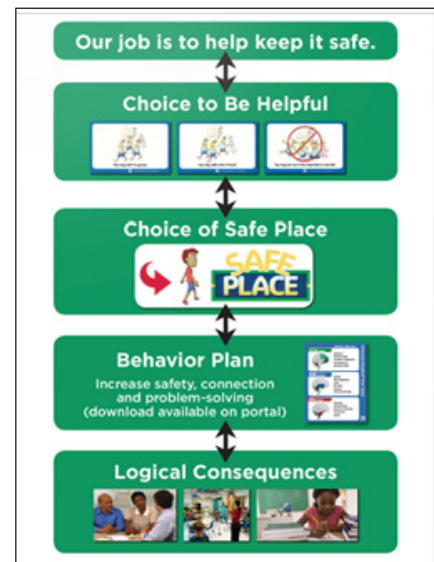 Our job is to help keep it safe.
Choice to Be Helpful
Choice of Safe Place
SAFE
PLACE
Behavior Plan
Increase safety, connection
and problem-solving
(download available on portal)
Logical Consequences